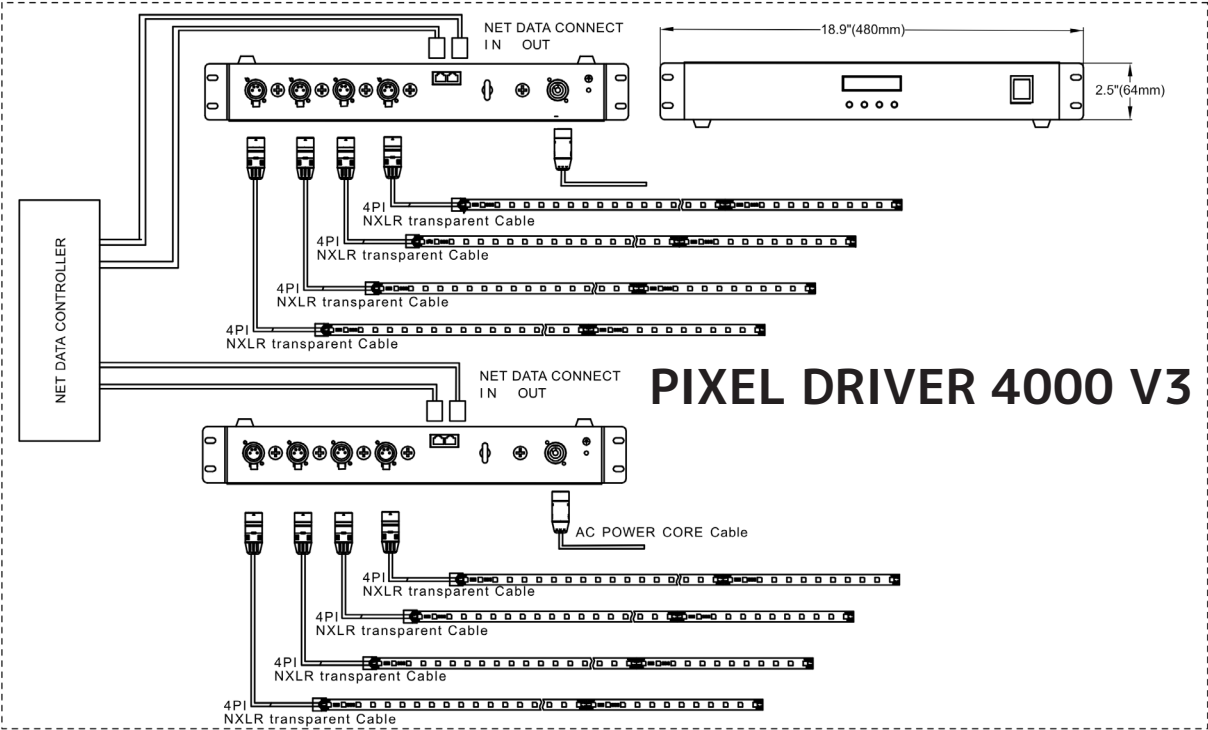 NET DATA CONNECT
IN OUT
18.9"(480mm)
2.5"(64mm)
4PI
NXLR transparent Cable
4PI
NXLR transparent Cable
4PI
NXLR transparent Cable
4PI
NXLR transparent Cable
NET DATA CONTROLLER
NET DATA CONNECT
IN OUT
PIXEL DRIVER 4000 V3
AC POWER CORE Cable
4PI
NXLR transparent Cable
4PI
NXLR transparent Cable
4PI
NXLR transparent Cable
4PI
NXLR transparent Cable